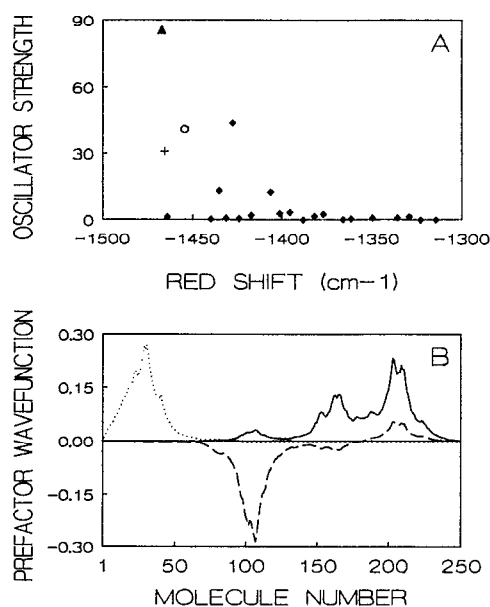 A
OSCILLATOR STRENGTH
90
60
30
0
-1500 -1450 -1400 -1350 -1300
RED SHIFT (cm-1)
B
PREFACTOR WAVEFUNCTION
0.30
0.15
0.00
-0.15
-0.30
1 50 100 150 200 250
MOLECULE NUMBER